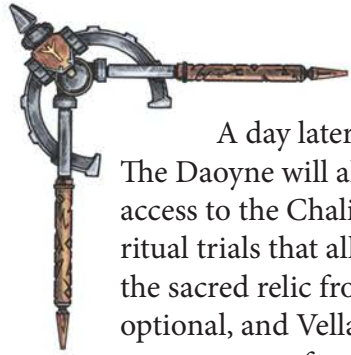 A day later
The Daoyne will al
access to the Chali
ritual trials that all
the sacred relic fro
optional, and Vella